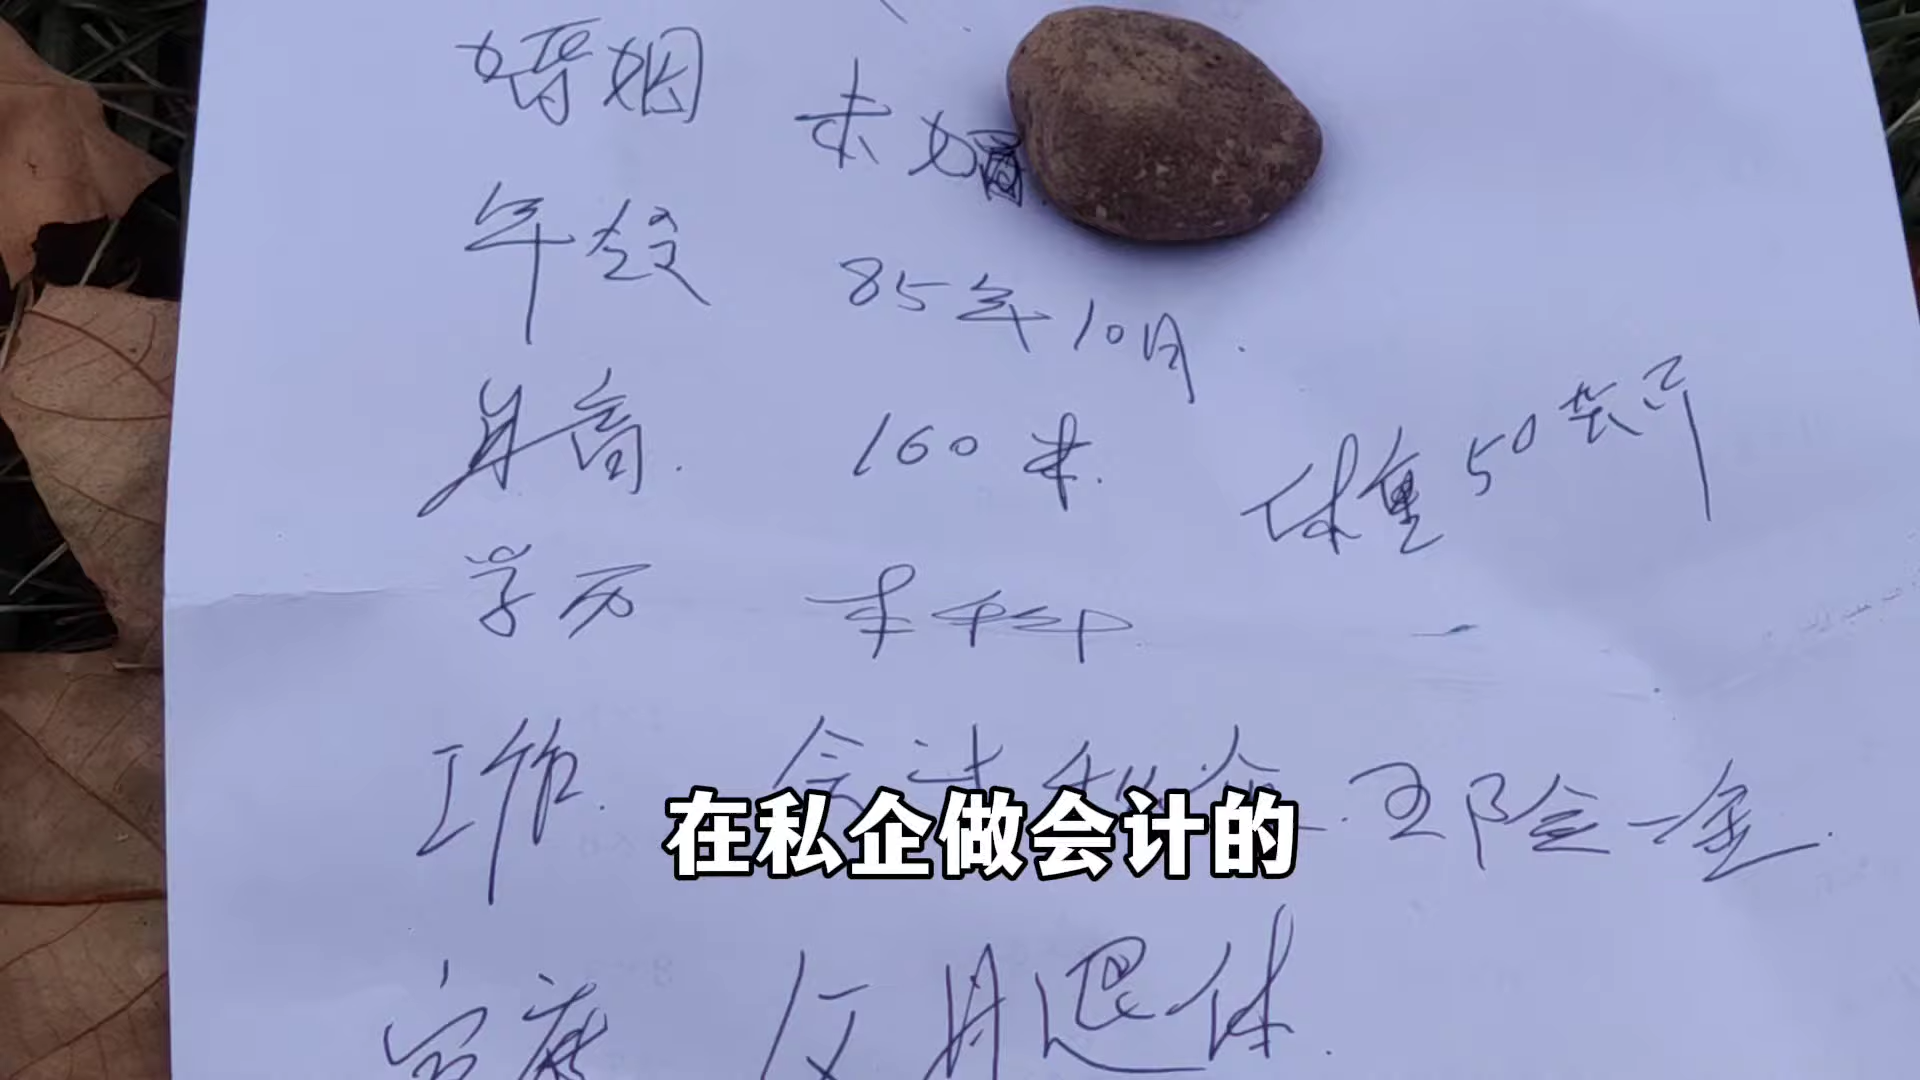 婚姻 未婚
年龄 85年10月.
身高. 160米. 体重50公斤
学历 本科
工作. 会计 私企. 五险一金.
在私企做会计的
家庭 父母退休.